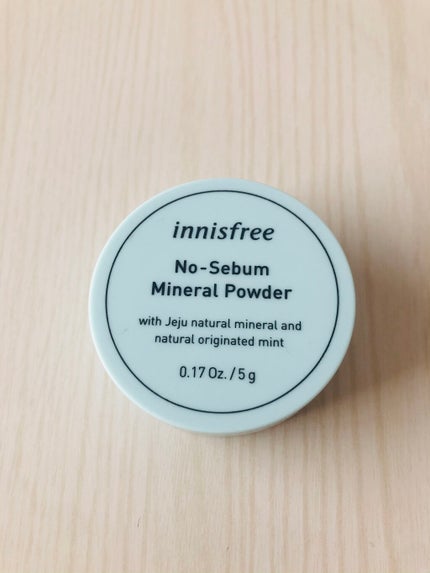 innisfree
No-Sebum
Mineral Powder
with Jeju natural mineral and
natural originated mint
0.17 Oz. / 5 g